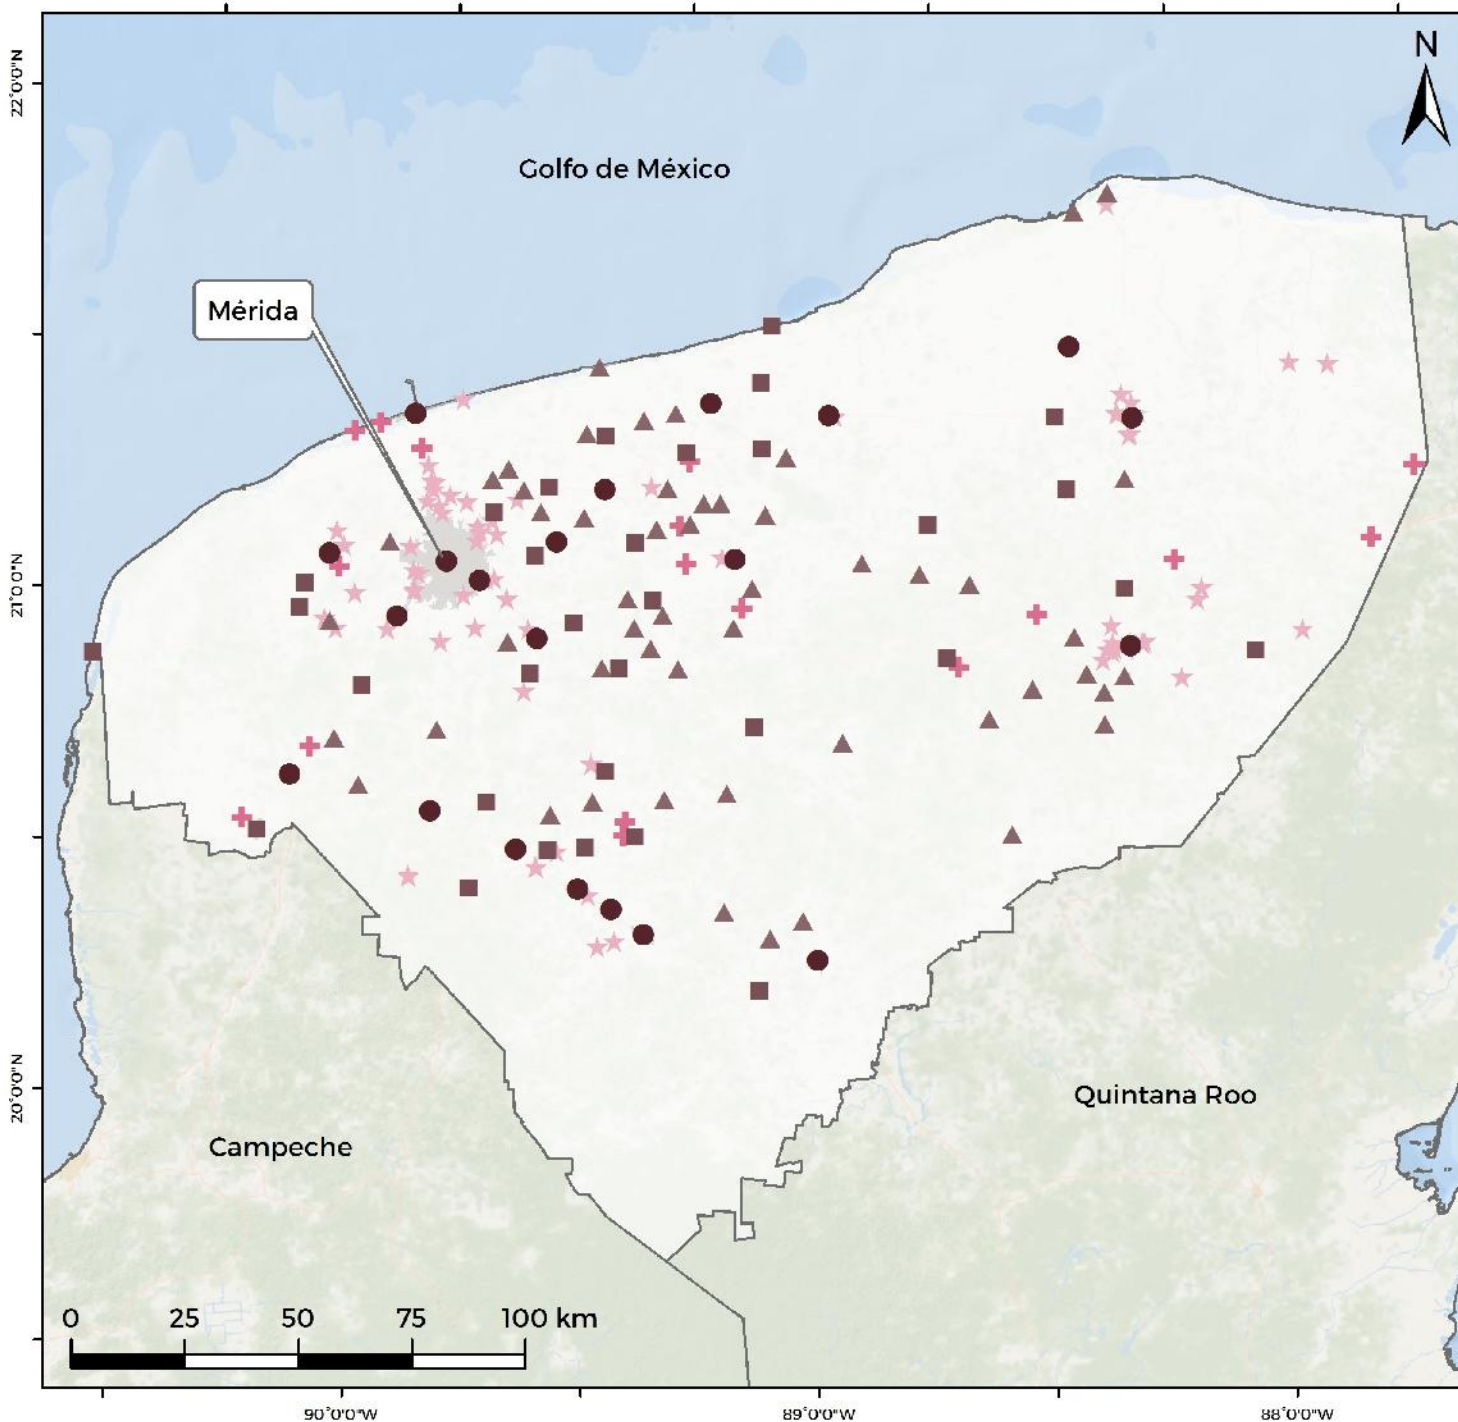 N
22°0'0"N
Golfo de México
Mérida
21°0'0"N
20°0'0"N
Quintana Roo
Campeche
0 25 50 75 100 km
90°0'0"W 89°0'0"W 88°0'0"W